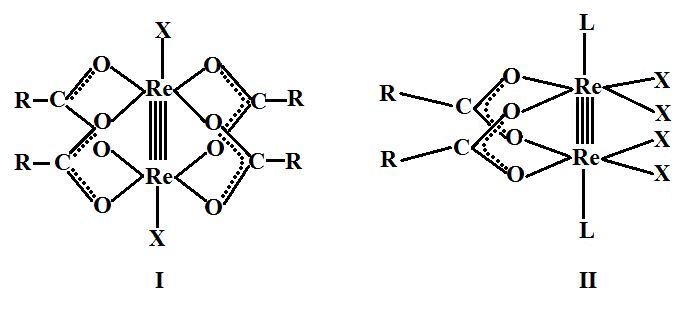 X
O Re O
R C C R
O O
O O
R C C R
Re
O O
X
I
L
O Re X
R C O X
O X
R C Re X
O
L
II